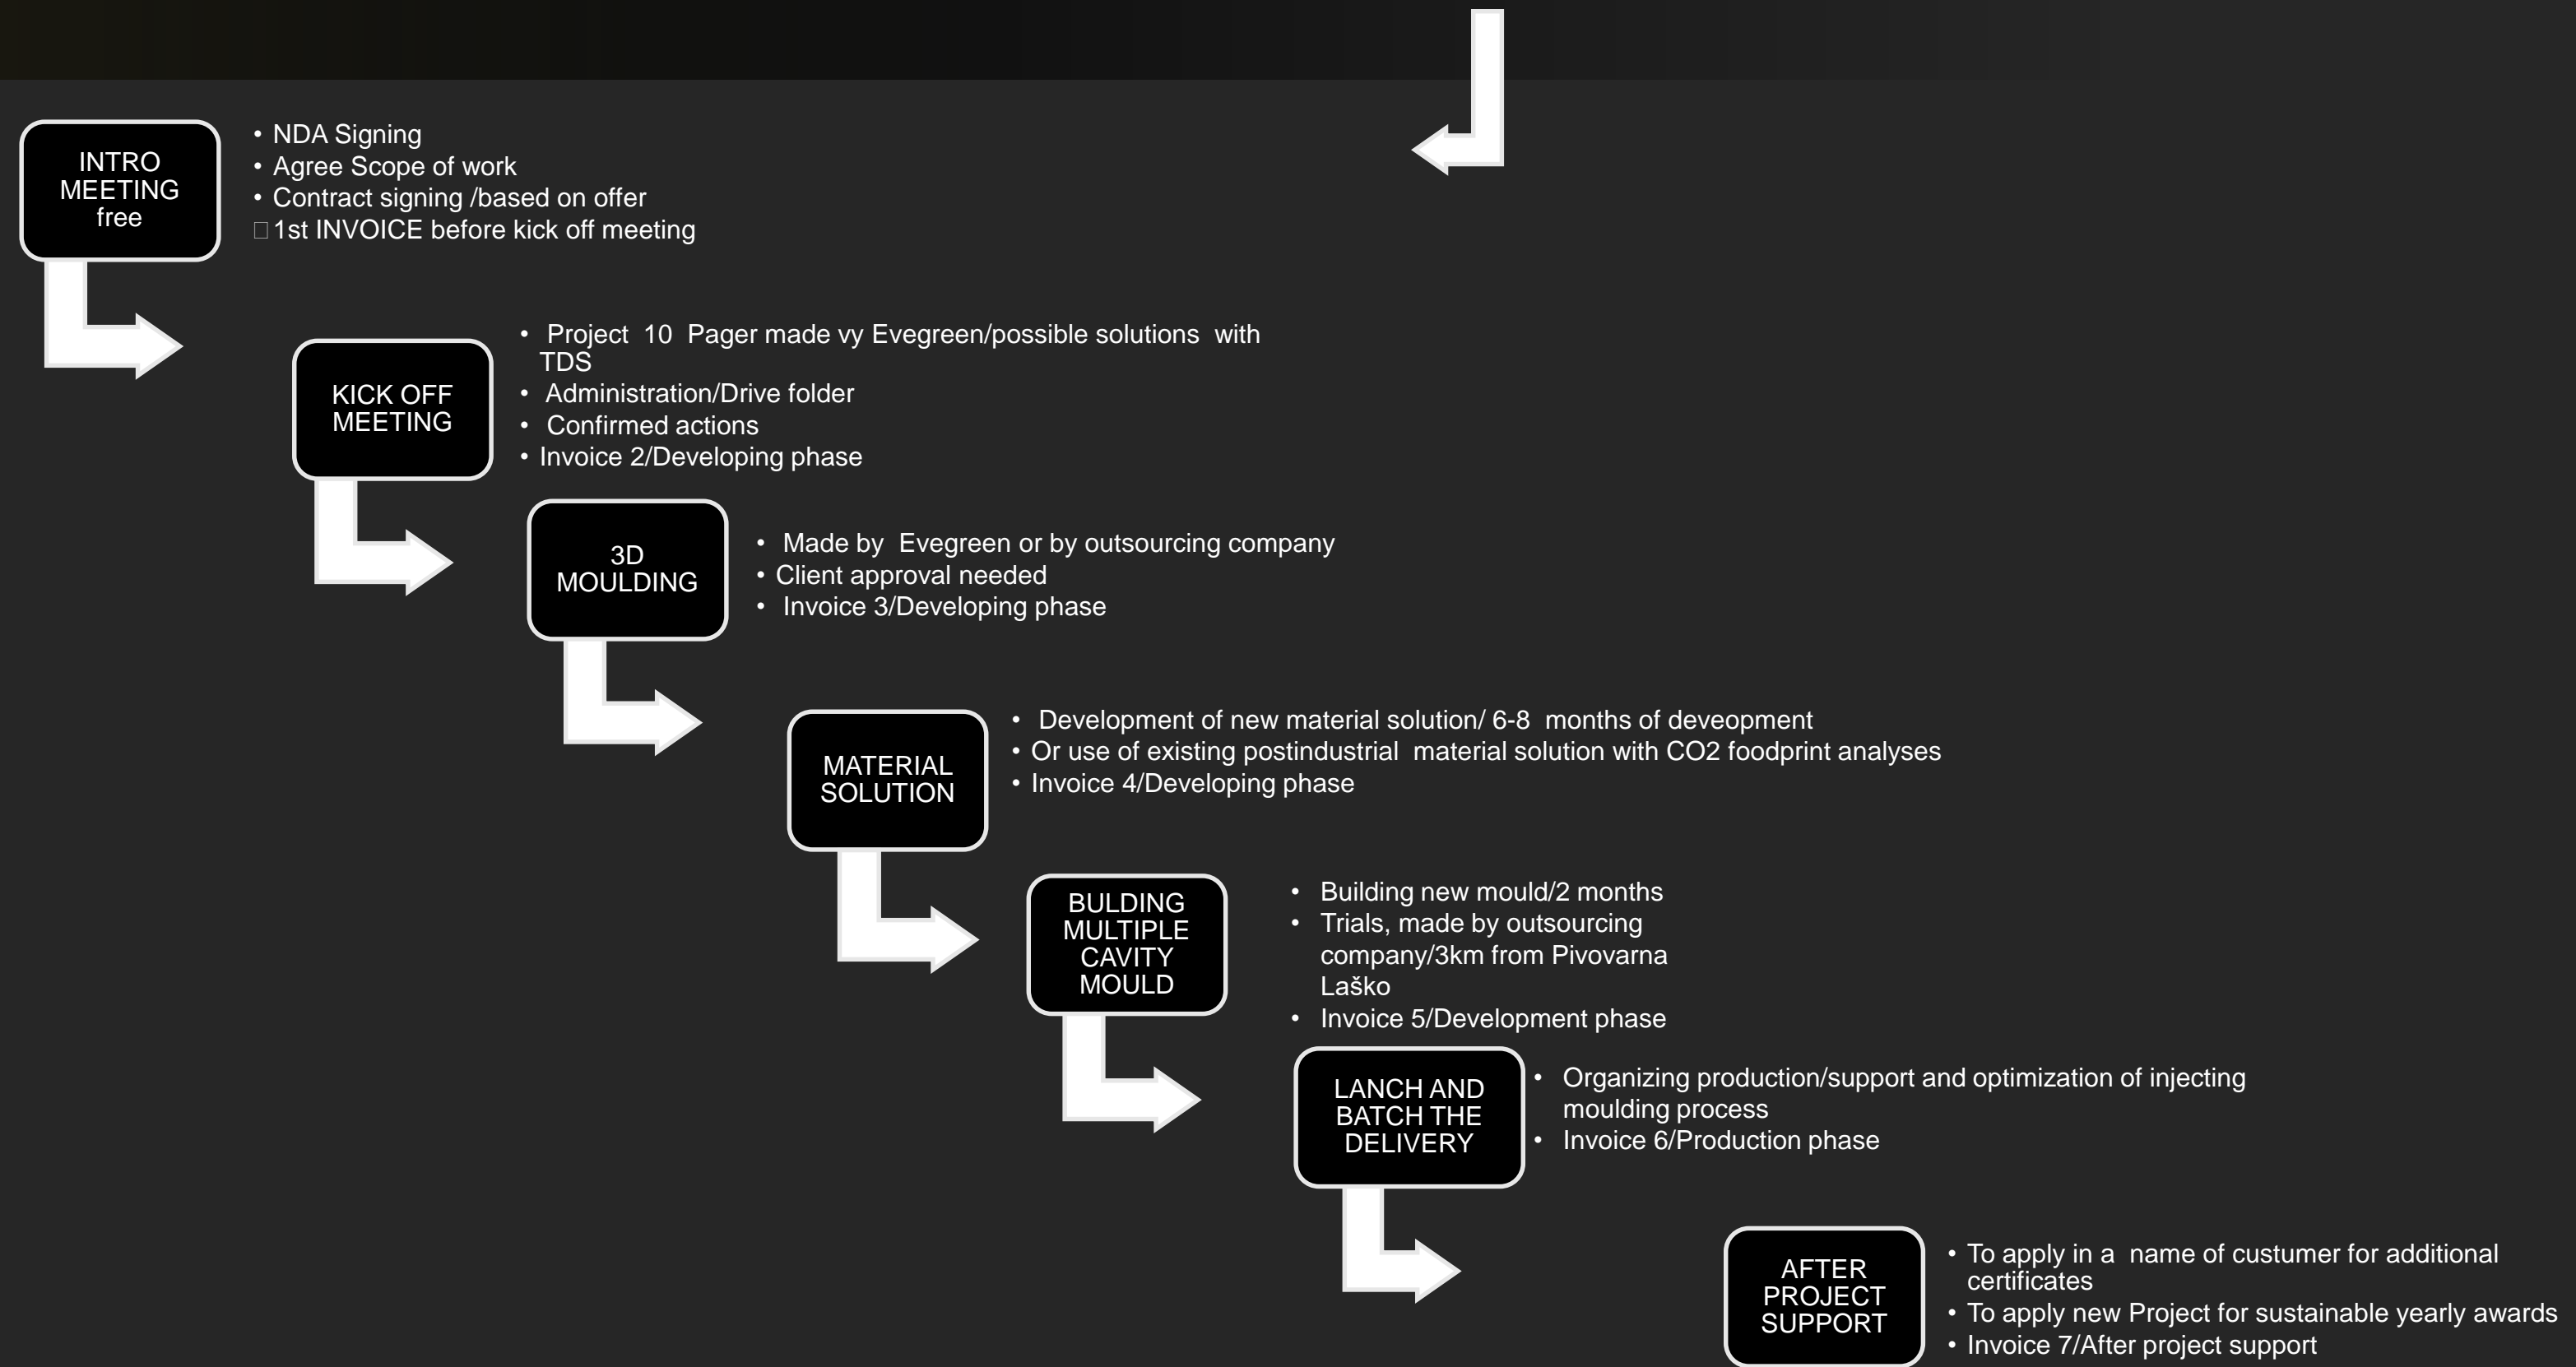 INTRO
MEETING
free
• NDA Signing
• Agree Scope of work
• Contract signing /based on offer
□ 1st INVOICE before kick off meeting
KICK OFF
MEETING
• Project 10 Pager made vy Evegreen/possible solutions with
TDS
• Administration/Drive folder
• Confirmed actions
• Invoice 2/Developing phase
3D
MOULDING
• Made by Evegreen or by outsourcing company
• Client approval needed
• Invoice 3/Developing phase
MATERIAL
SOLUTION
• Development of new material solution/ 6-8 months of deveopment
• Or use of existing postindustrial material solution with CO2 foodprint analyses
• Invoice 4/Developing phase
BULDING
MULTIPLE
CAVITY
MOULD
• Building new mould/2 months
• Trials, made by outsourcing
company/3km from Pivovarna
Laško
• Invoice 5/Development phase
LANCH AND
BATCH THE
DELIVERY
• Organizing production/support and optimization of injecting
moulding process
• Invoice 6/Production phase
AFTER
PROJECT
SUPPORT
• To apply in a name of custumer for additional
certificates
• To apply new Project for sustainable yearly awards
• Invoice 7/After project support